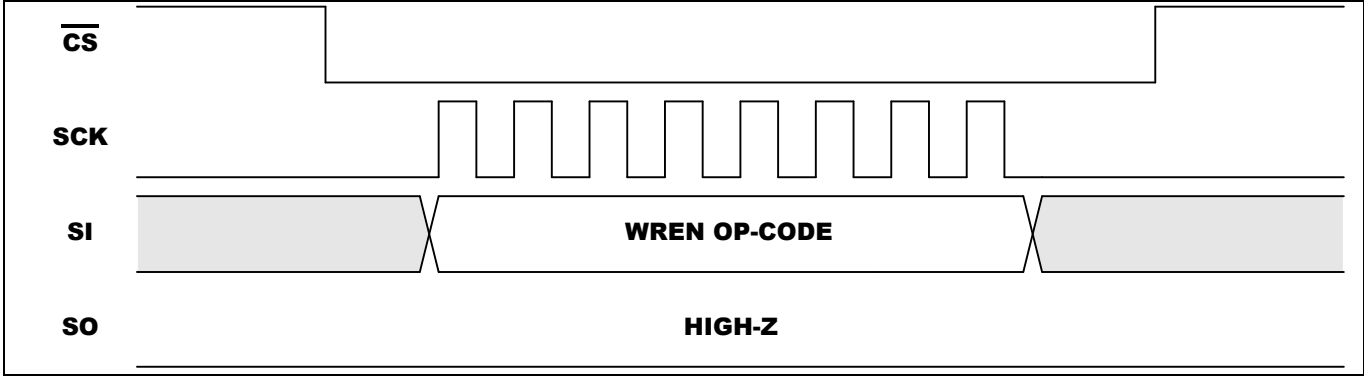 CS
SCK
SI
WREN OP-CODE
SO
HIGH-Z